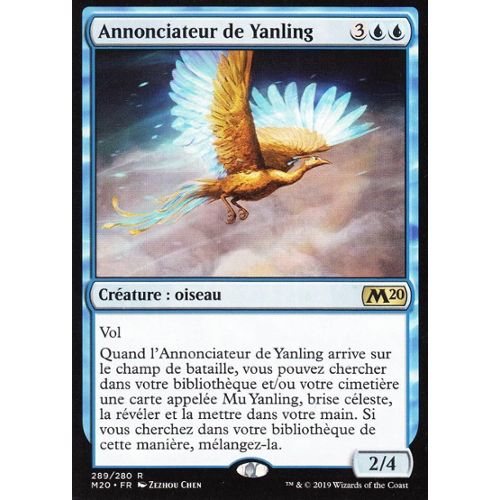 Annonciateur de Yanling 3
Créature : oiseau M20
Vol
Quand l'Annonciateur de Yanling arrive sur
le champ de bataille, vous pouvez chercher
dans votre bibliothèque et/ou votre cimetière
une carte appelée Mu Yanling, brise céleste,
la révéler et la mettre dans votre main. Si
vous cherchez dans votre bibliothèque de
cette manière, mélangez-la.
2/4
289/280 R
M20 • FR Zezhou Chen
™ & © 2019 Wizards of the Coast